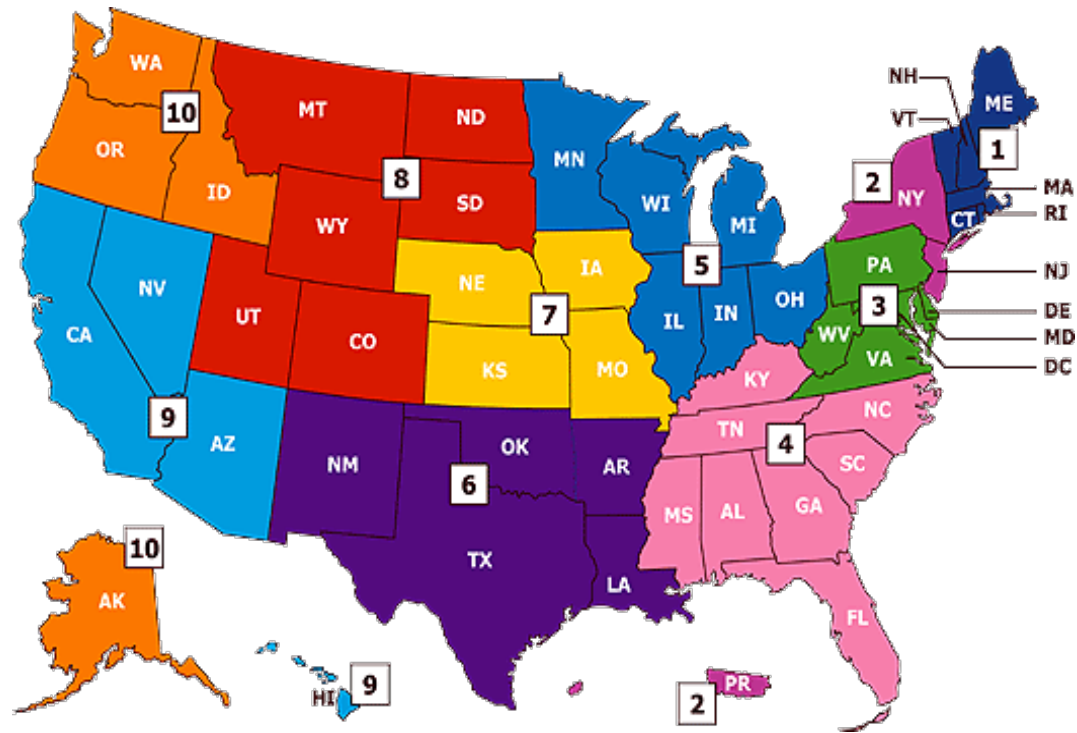 WA
10
OR
ID
MT
ND
8
SD
WY
UT
CO
NV
CA
9
AZ
NE
IA
7
KS
MO
MN
WI
MI
5
IL
IN
OH
NH
VT
ME
1
MA
RI
CT
2
NY
NJ
PA
3
DE
MD
DC
WV
VA
KY
TN
NC
4
SC
MS
AL
GA
FL
NM
OK
6
AR
TX
LA
10
AK
HI
9
PR
2